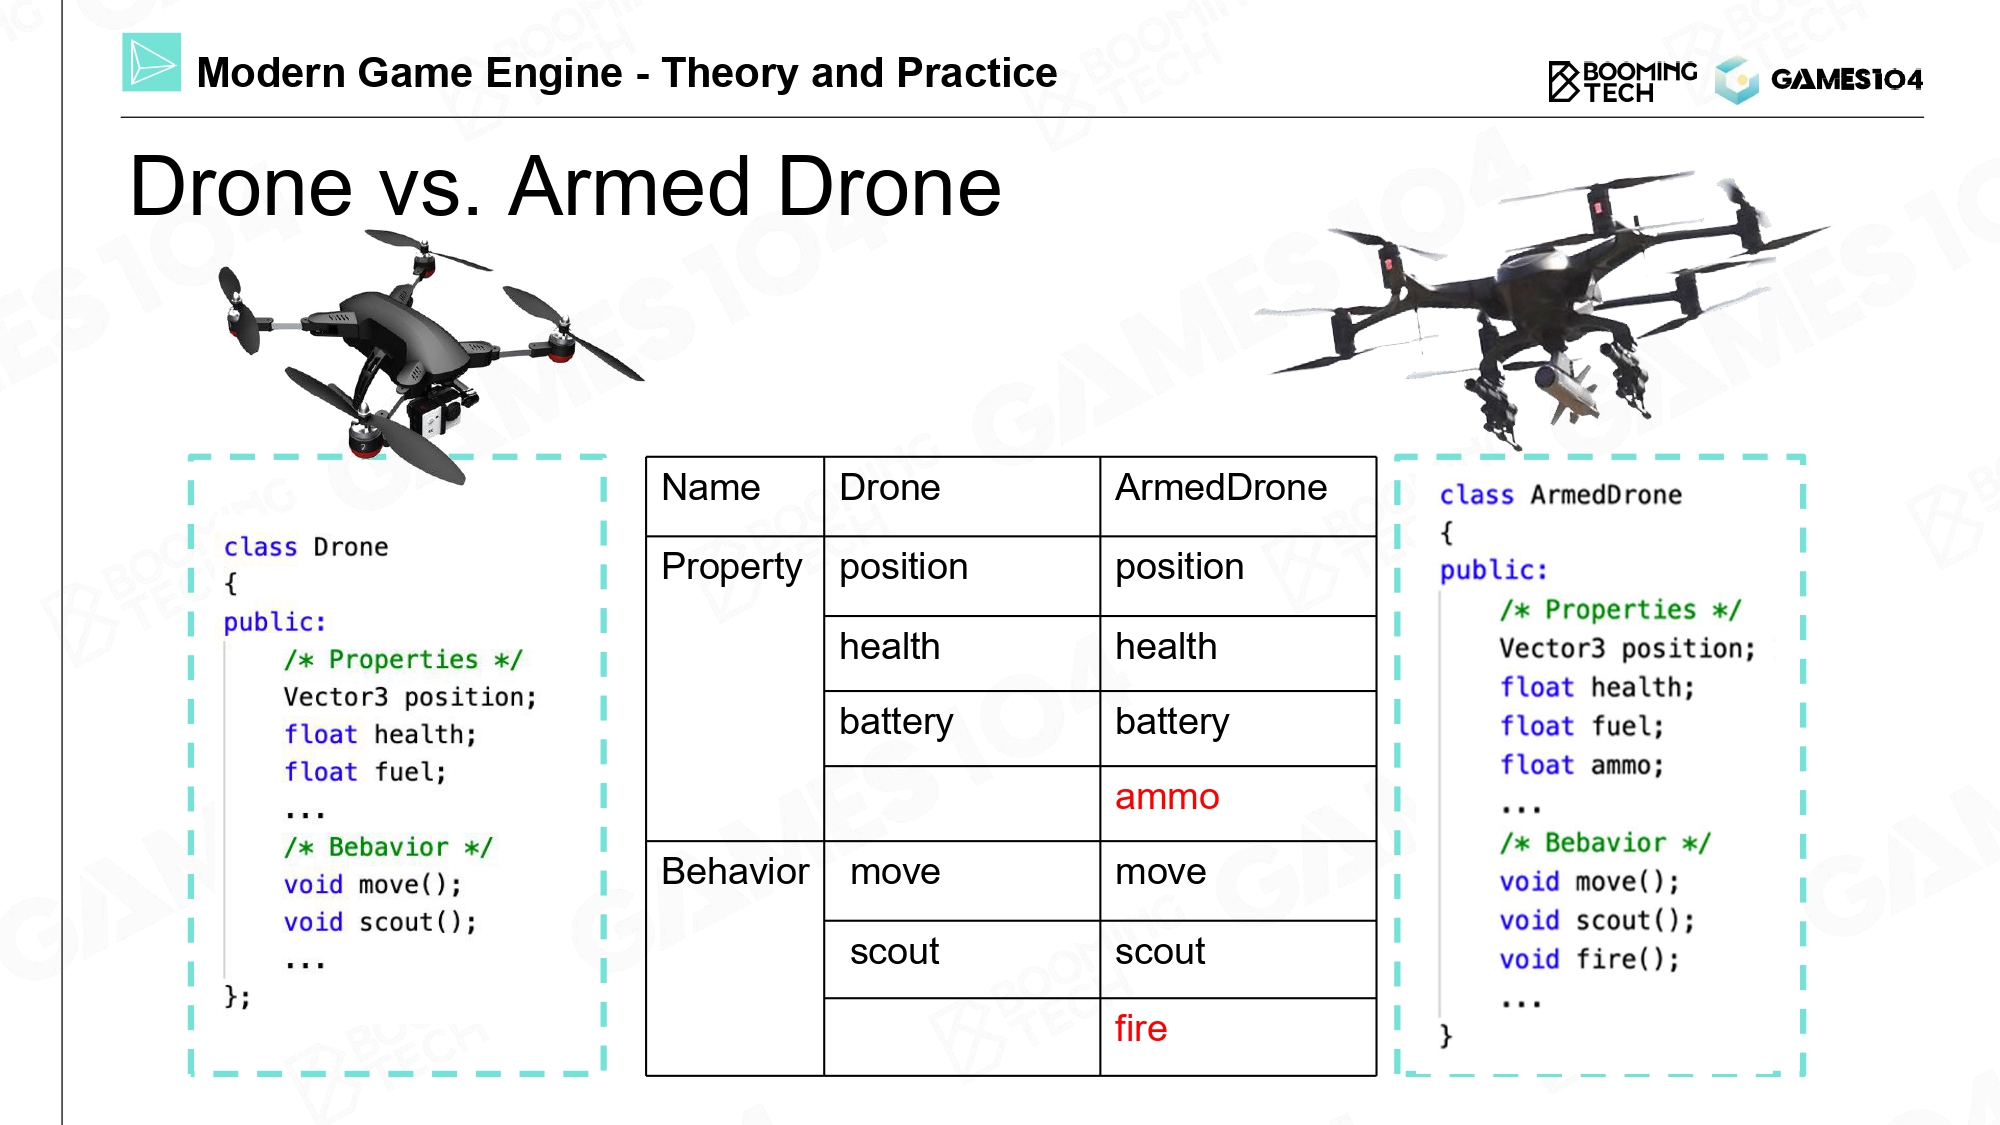 Modern Game Engine - Theory and Practice
BOOMING
TECH
GAMES104
Drone vs. Armed Drone
class Drone
{
public:
/* Properties */
Vector3 position;
float health;
float fuel;
...
/* Bebavior */
void move();
void scout();
...
};
Name Drone ArmedDrone
Property position position
health health
battery battery
ammo
Behavior move move
scout scout
fire
class ArmedDrone
{
public:
/* Properties */
Vector3 position;
float health;
float fuel;
float ammo;
...
/* Bebavior */
void move();
void scout();
void fire();
...
}